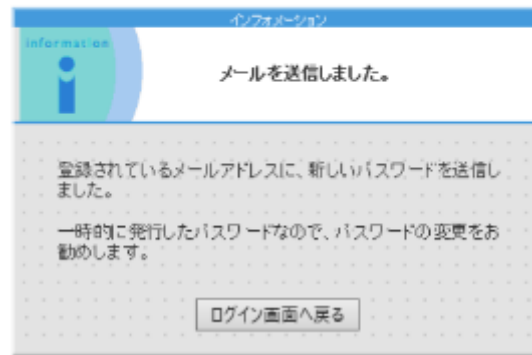 インフォメーション
information
i
メールを送信しました。
登録されているメールアドレスに、新しいパスワードを送信し
ました。
一時的に発行したパスワードなので、パスワードの変更をお
勧めします。
ログイン画面へ戻る